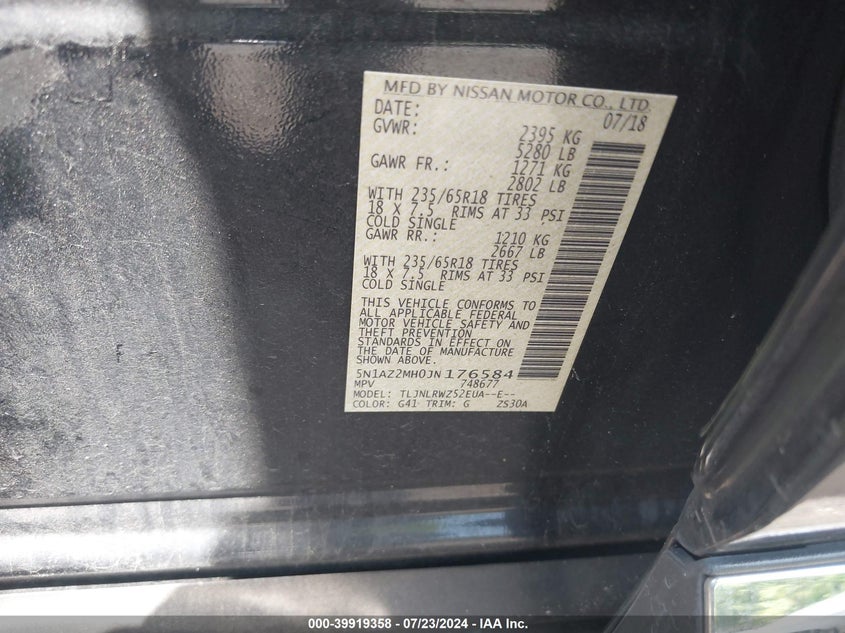 MFD BY NISSAN MOTOR CO., LTD.
DATE: 07/18
GVWR: 2395 KG
5280 LB
GAWR FR.: 1271 KG
2802 LB
WITH 235/65R18 TIRES
18 X 7.5 RIMS AT 33 PSI
COLD SINGLE
GAWR RR.: 1210 KG
2667 LB
WITH 235/65R18 TIRES
18 X 7.5 RIMS AT 33 PSI
COLD SINGLE
THIS VEHICLE CONFORMS TO
ALL APPLICABLE FEDERAL
MOTOR VEHICLE SAFETY AND
THEFT PREVENTION
STANDARDS IN EFFECT ON
THE DATE OF MANUFACTURE
SHOWN ABOVE.
5N1AZ2MH0JN176584
MPV 748677
MODEL: TLJNLRWZ52EUA--E--
COLOR: G41 TRIM: G ZS30A
000-39919358 - 07/23/2024 - IAA Inc.